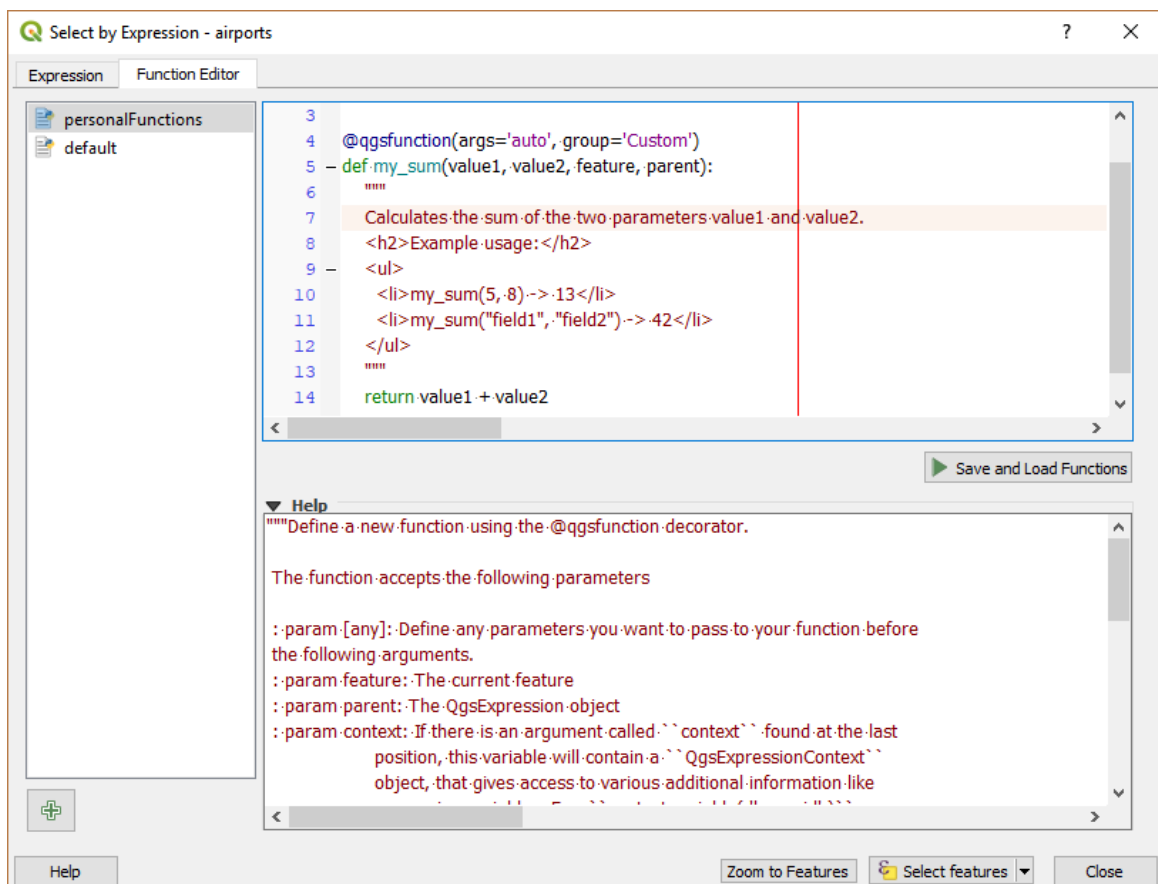 Select by Expression - airports
?
Expression Function Editor
personalFunctions
default
3
4 @qgsfunction(args='auto', group='Custom')
5 def my_sum(value1, value2, feature, parent):
6 """
7 Calculates the sum of the two parameters value1 and value2.
8 <h2>Example usage:</h2>
9 <ul>
10 <li>my_sum(5, 8) -> 13</li>
11 <li>my_sum("field1", "field2") -> 42</li>
12 </ul>
13 """
14 return value1 + value2
Save and Load Functions
Help
"""Define a new function using the @qgsfunction decorator.
The function accepts the following parameters
: param [any]: Define any parameters you want to pass to your function before
the following arguments.
: param feature: The current feature
: param parent: The QgsExpression object
: param context: If there is an argument called ``context`` found at the last
position, this variable will contain a ``QgsExpressionContext``
object, that gives access to various additional information like
Help Zoom to Features Select features Close